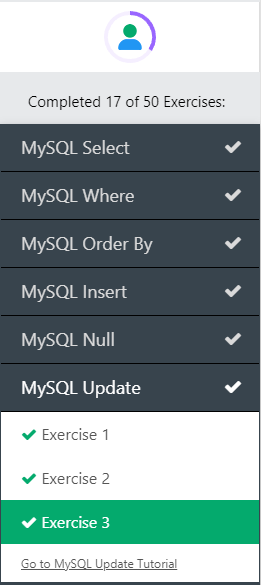 Completed 17 of 50 Exercises:
MySQL Select
MySQL Where
MySQL Order By
MySQL Insert
MySQL Null
MySQL Update
Exercise 1
Exercise 2
Exercise 3
Go to MySQL Update Tutorial